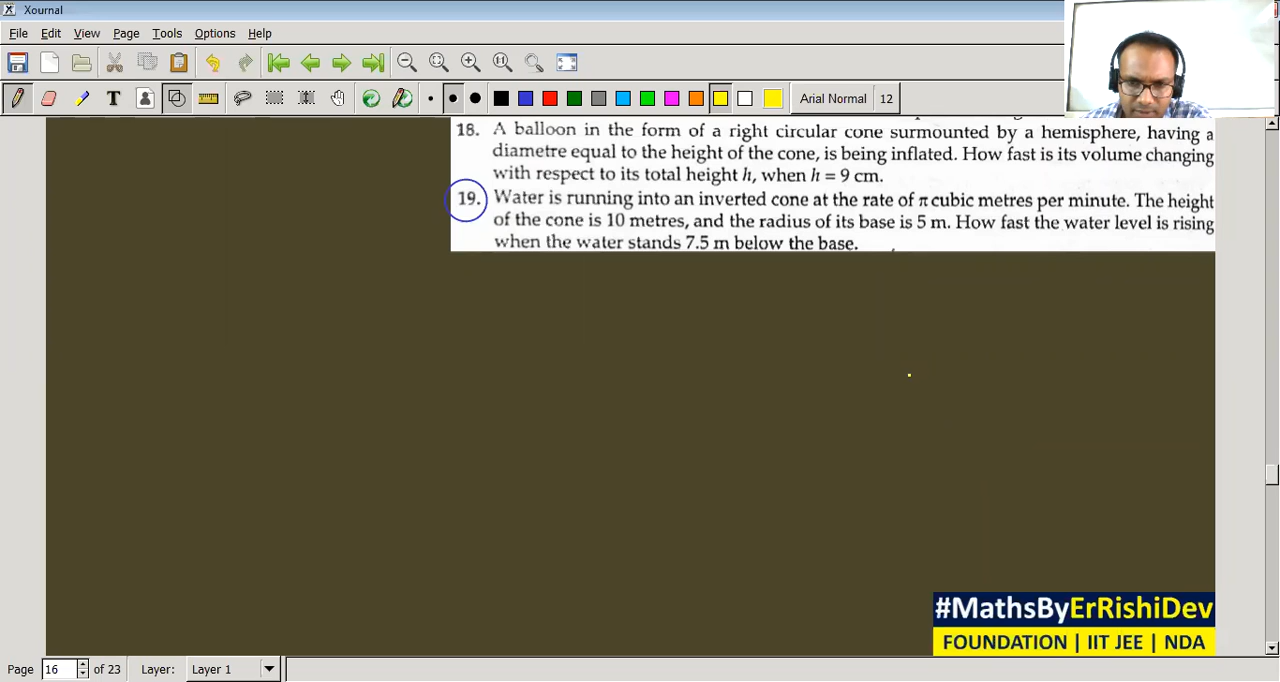 Xournal
File Edit View Page Tools Options Help
Arial Normal 12
18. A balloon in the form of a right circular cone surmounted by a hemisphere, having a
diametre equal to the height of the cone, is being inflated. How fast is its volume changing
with respect to its total height h, when h = 9 cm.
19. Water is running into an inverted cone at the rate of π cubic metres per minute. The height
of the cone is 10 metres, and the radius of its base is 5 m. How fast the water level is rising
when the water stands 7.5 m below the base.
#MathsByErRishiDev
FOUNDATION | IIT JEE | NDA
Page 16 of 23 Layer: Layer 1